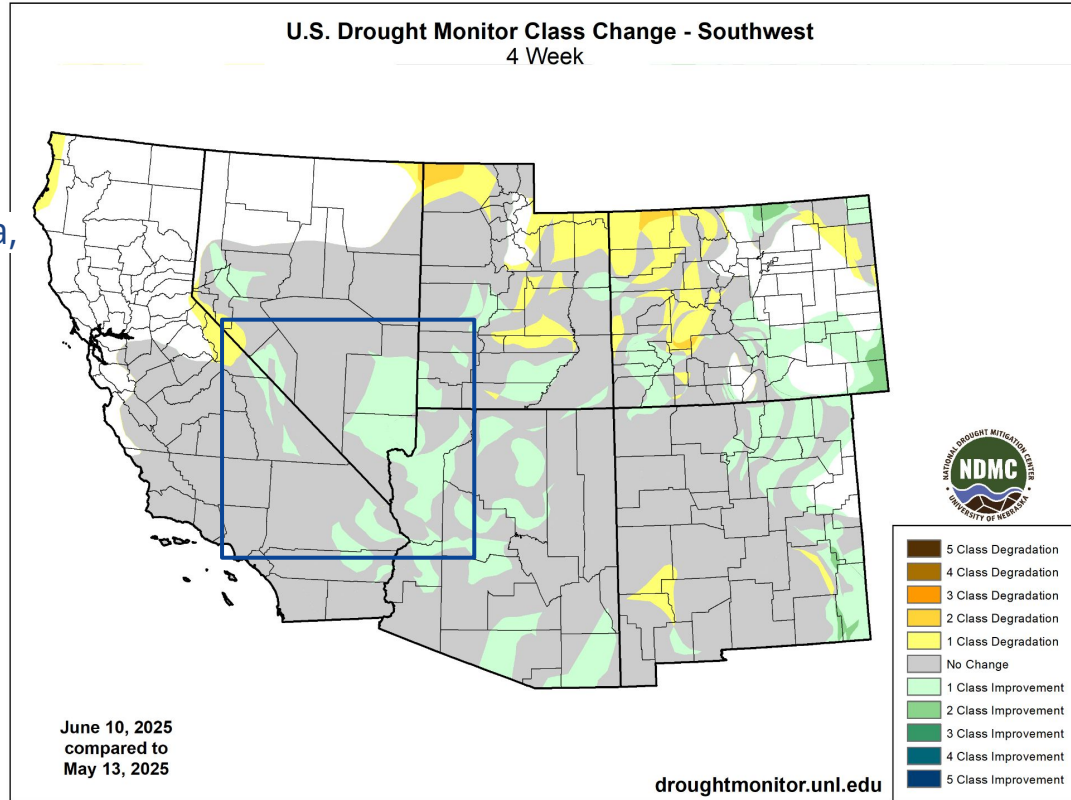 U.S. Drought Monitor Class Change - Southwest
4 Week
a,
NATIONAL DROUGHT MITIGATION CENTER
NDMC
UNIVERSITY OF NEBRASKA
5 Class Degradation
4 Class Degradation
3 Class Degradation
2 Class Degradation
1 Class Degradation
No Change
1 Class Improvement
2 Class Improvement
3 Class Improvement
4 Class Improvement
5 Class Improvement
June 10, 2025
compared to
May 13, 2025
droughtmonitor.unl.edu